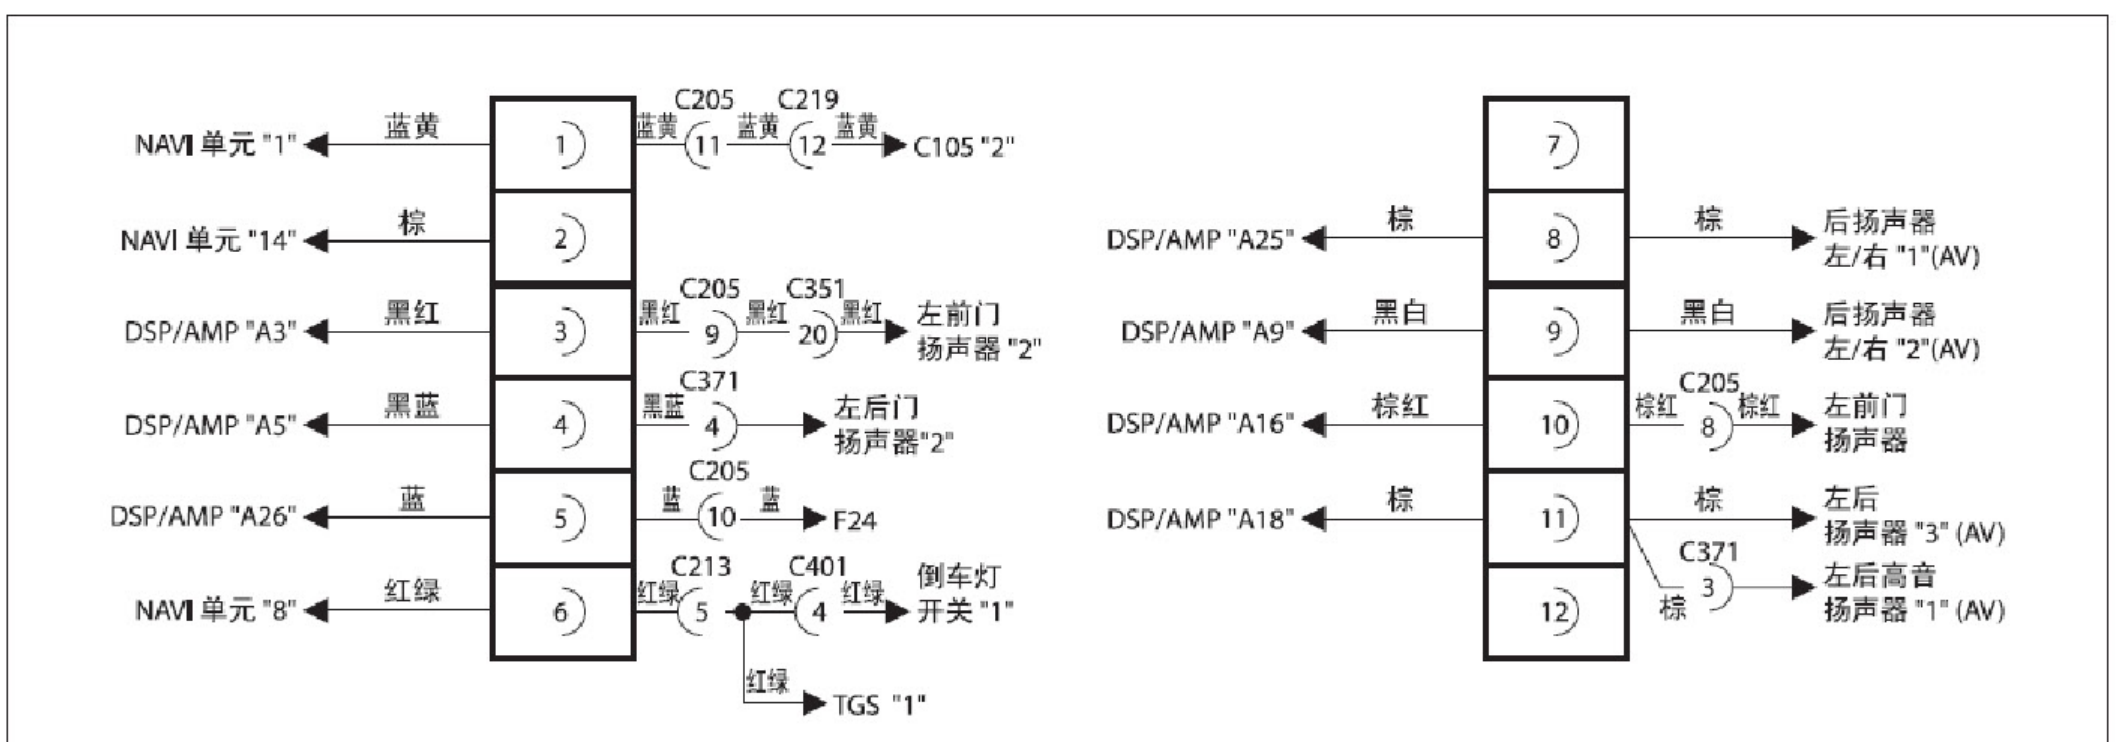 C205 C219
NAVI 单元 "1" 蓝黄 1 蓝黄 11 蓝黄 12 蓝黄 C105 "2"
NAVI 单元 "14" 棕 2
C205 C351
DSP/AMP "A3" 黑红 3 黑红 9 黑红 20 黑红 左前门
扬声器 "2"
C371
DSP/AMP "A5" 黑蓝 4 黑蓝 4 左后门
扬声器"2"
C205
DSP/AMP "A26" 蓝 5 蓝 10 蓝 F24
C213 C401
NAVI 单元 "8" 红绿 6 红绿 5 红绿 4 红绿 倒车灯
开关 "1"
红绿 TGS "1"
7
DSP/AMP "A25" 棕 8 棕 后扬声器
左/右 "1"(AV)
DSP/AMP "A9" 黑白 9 黑白 后扬声器
左/右 "2"(AV)
C205
DSP/AMP "A16" 棕红 10 棕红 8 棕红 左前门
扬声器
DSP/AMP "A18" 棕 11 棕 左后
扬声器 "3" (AV)
C371
棕 3 左后高音
扬声器 "1" (AV)
12